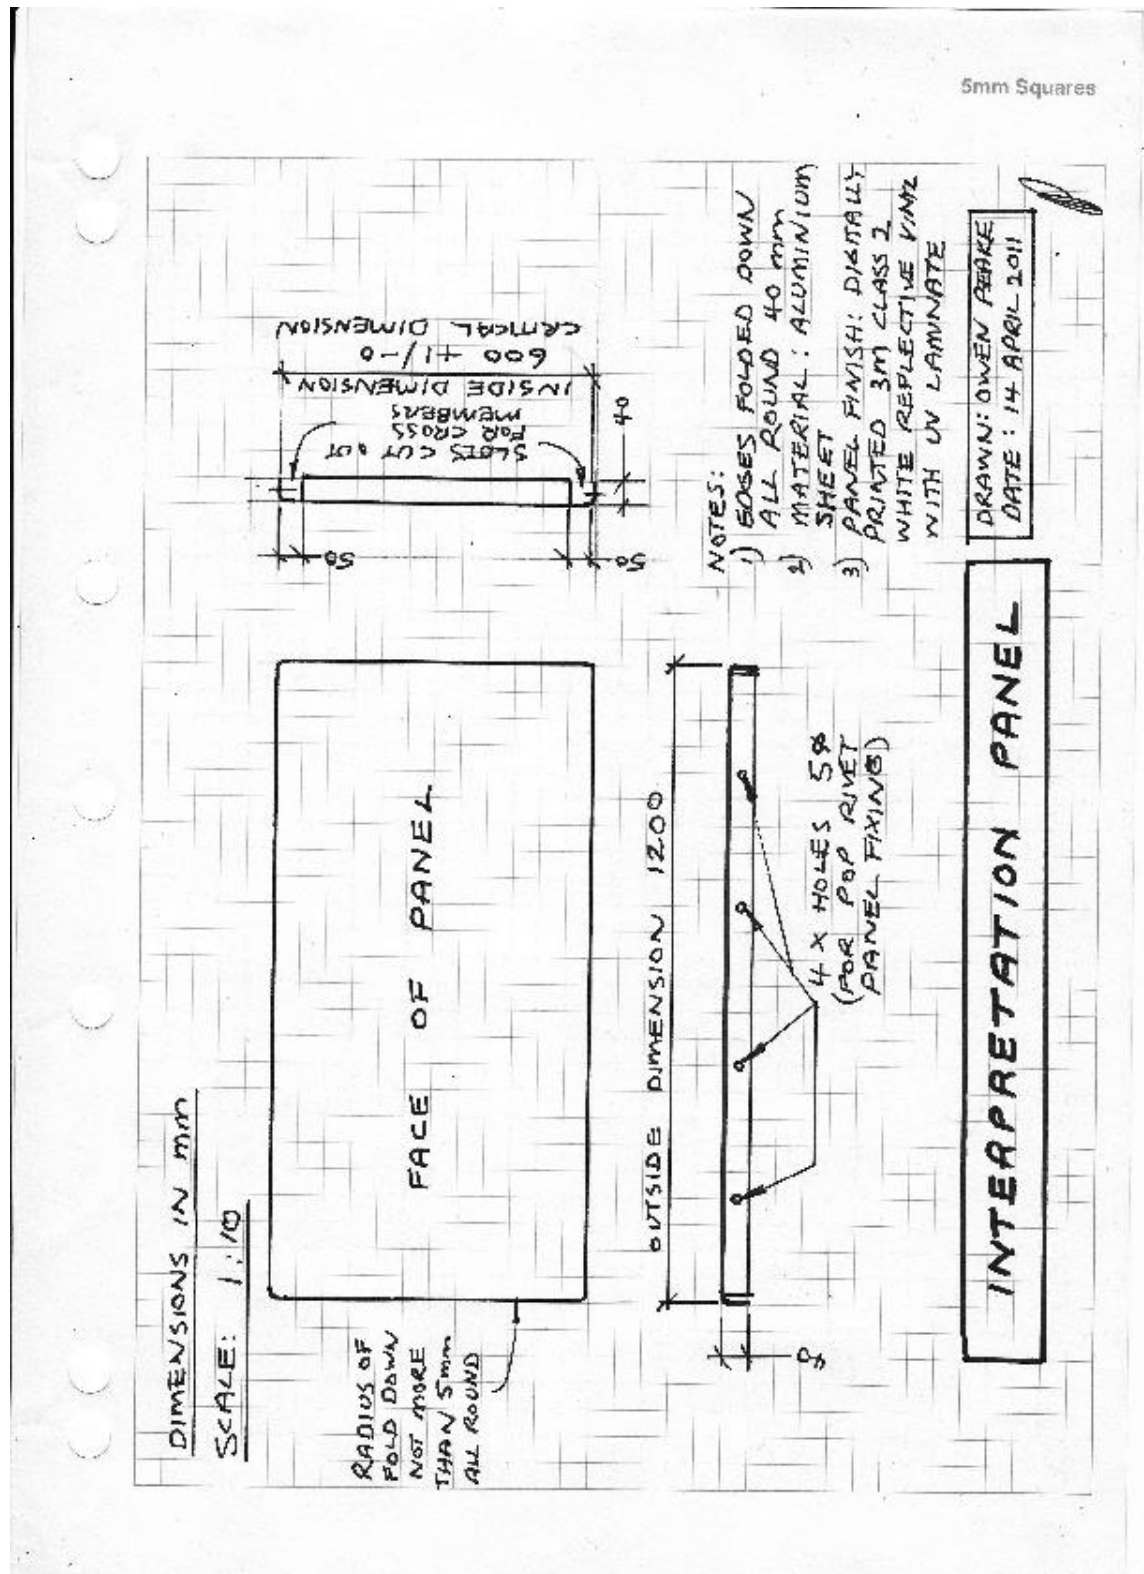 5mm Squares
DIMENSIONS IN mm
SCALE: 1:10
RADIUS OF
FOLD DOWN
NOT MORE
THAN 5mm
ALL ROUND
FACE OF PANEL
50
50
SLOTS CUT OUT
FOR CROSS
MEMBERS
INSIDE DIMENSION
600 +1/-0
CRITICAL DIMENSION
40
OUTSIDE DIMENSION 1200
40
4 X HOLES 5Ø
(FOR POP RIVET
PANEL FIXING)
NOTES:
1) EDGES FOLDED DOWN
ALL ROUND 40 mm
2) MATERIAL: ALUMINIUM
SHEET
3) PANEL FINISH: DIGITALLY
PRINTED 3M CLASS 2
WHITE REFLECTIVE VINYL
WITH UV LAMINATE
INTERPRETATION PANEL
DRAWN: OWEN PEAKE
DATE: 14 APRIL 2011